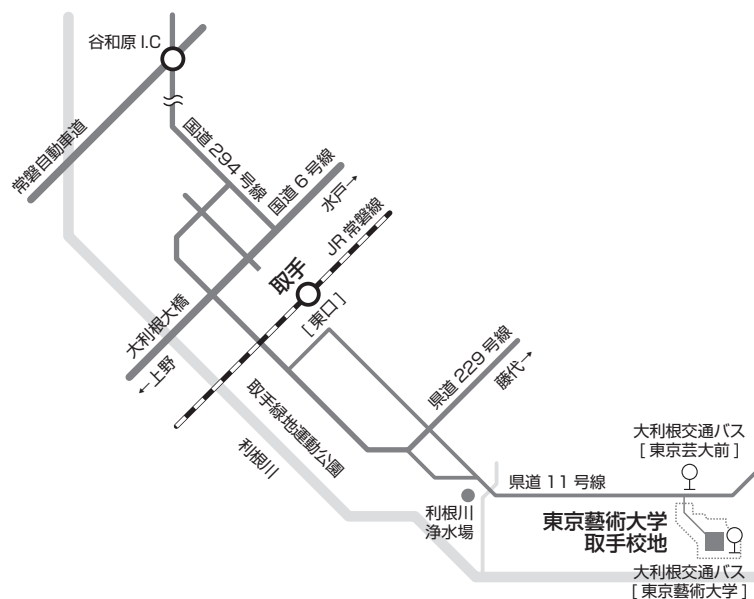 谷和原 I.C
常磐自動車道
国道 294 号線
国道 6 号線
水戸→
JR 常磐線
取手
[ 東口 ]
大利根大橋
←上野
県道 229 号線
藤代→
取手緑地運動公園
利根川
大利根交通バス
[ 東京芸大前 ]
県道 11 号線
利根川
浄水場
東京藝術大学
取手校地
大利根交通バス
[ 東京藝術大学 ]